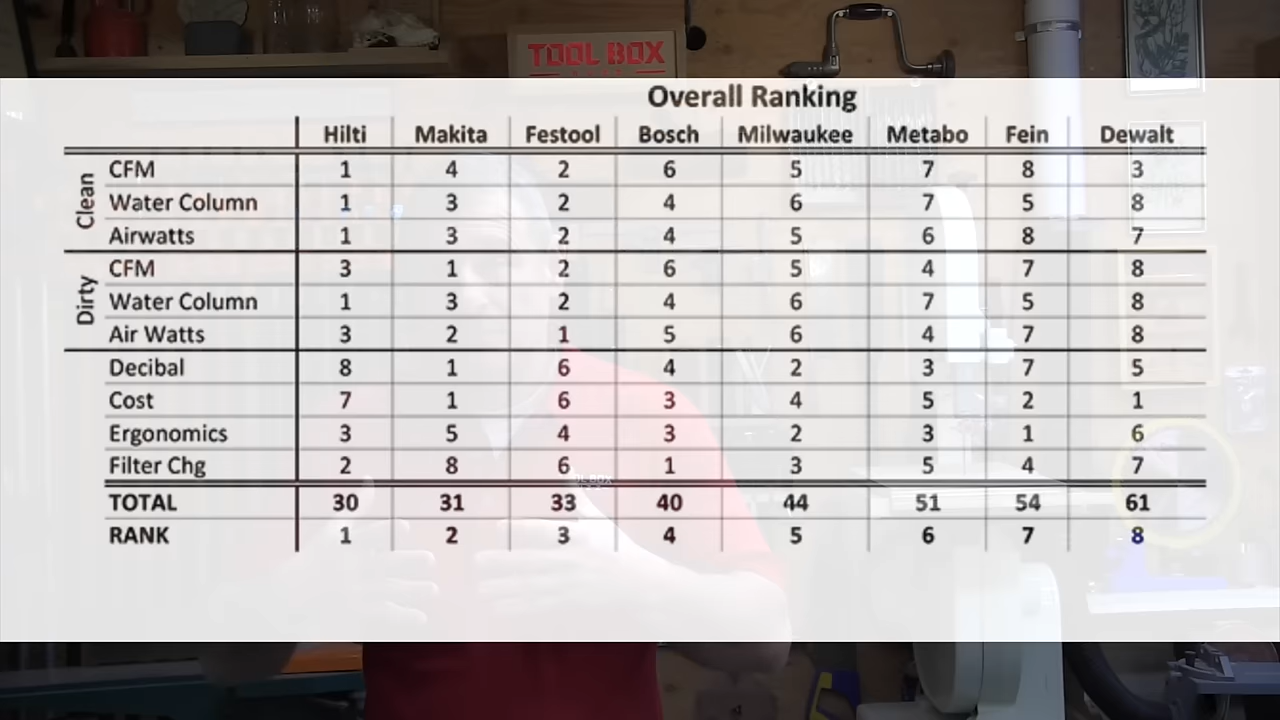 TOOL BOX
Overall Ranking
Hilti Makita Festool Bosch Milwaukee Metabo Fein Dewalt
Clean
CFM 1 4 2 6 5 7 8 3
Water Column 1 3 2 4 6 7 5 8
Airwatts 1 3 2 4 5 6 8 7
Dirty
CFM 3 1 2 6 5 4 7 8
Water Column 1 3 2 4 6 7 5 8
Air Watts 3 2 1 5 6 4 7 8
Decibal 8 1 6 4 2 3 7 5
Cost 7 1 6 3 4 5 2 1
Ergonomics 3 5 4 3 2 3 1 6
Filter Chg 2 8 6 1 3 5 4 7
TOTAL 30 31 33 40 44 51 54 61
RANK 1 2 3 4 5 6 7 8